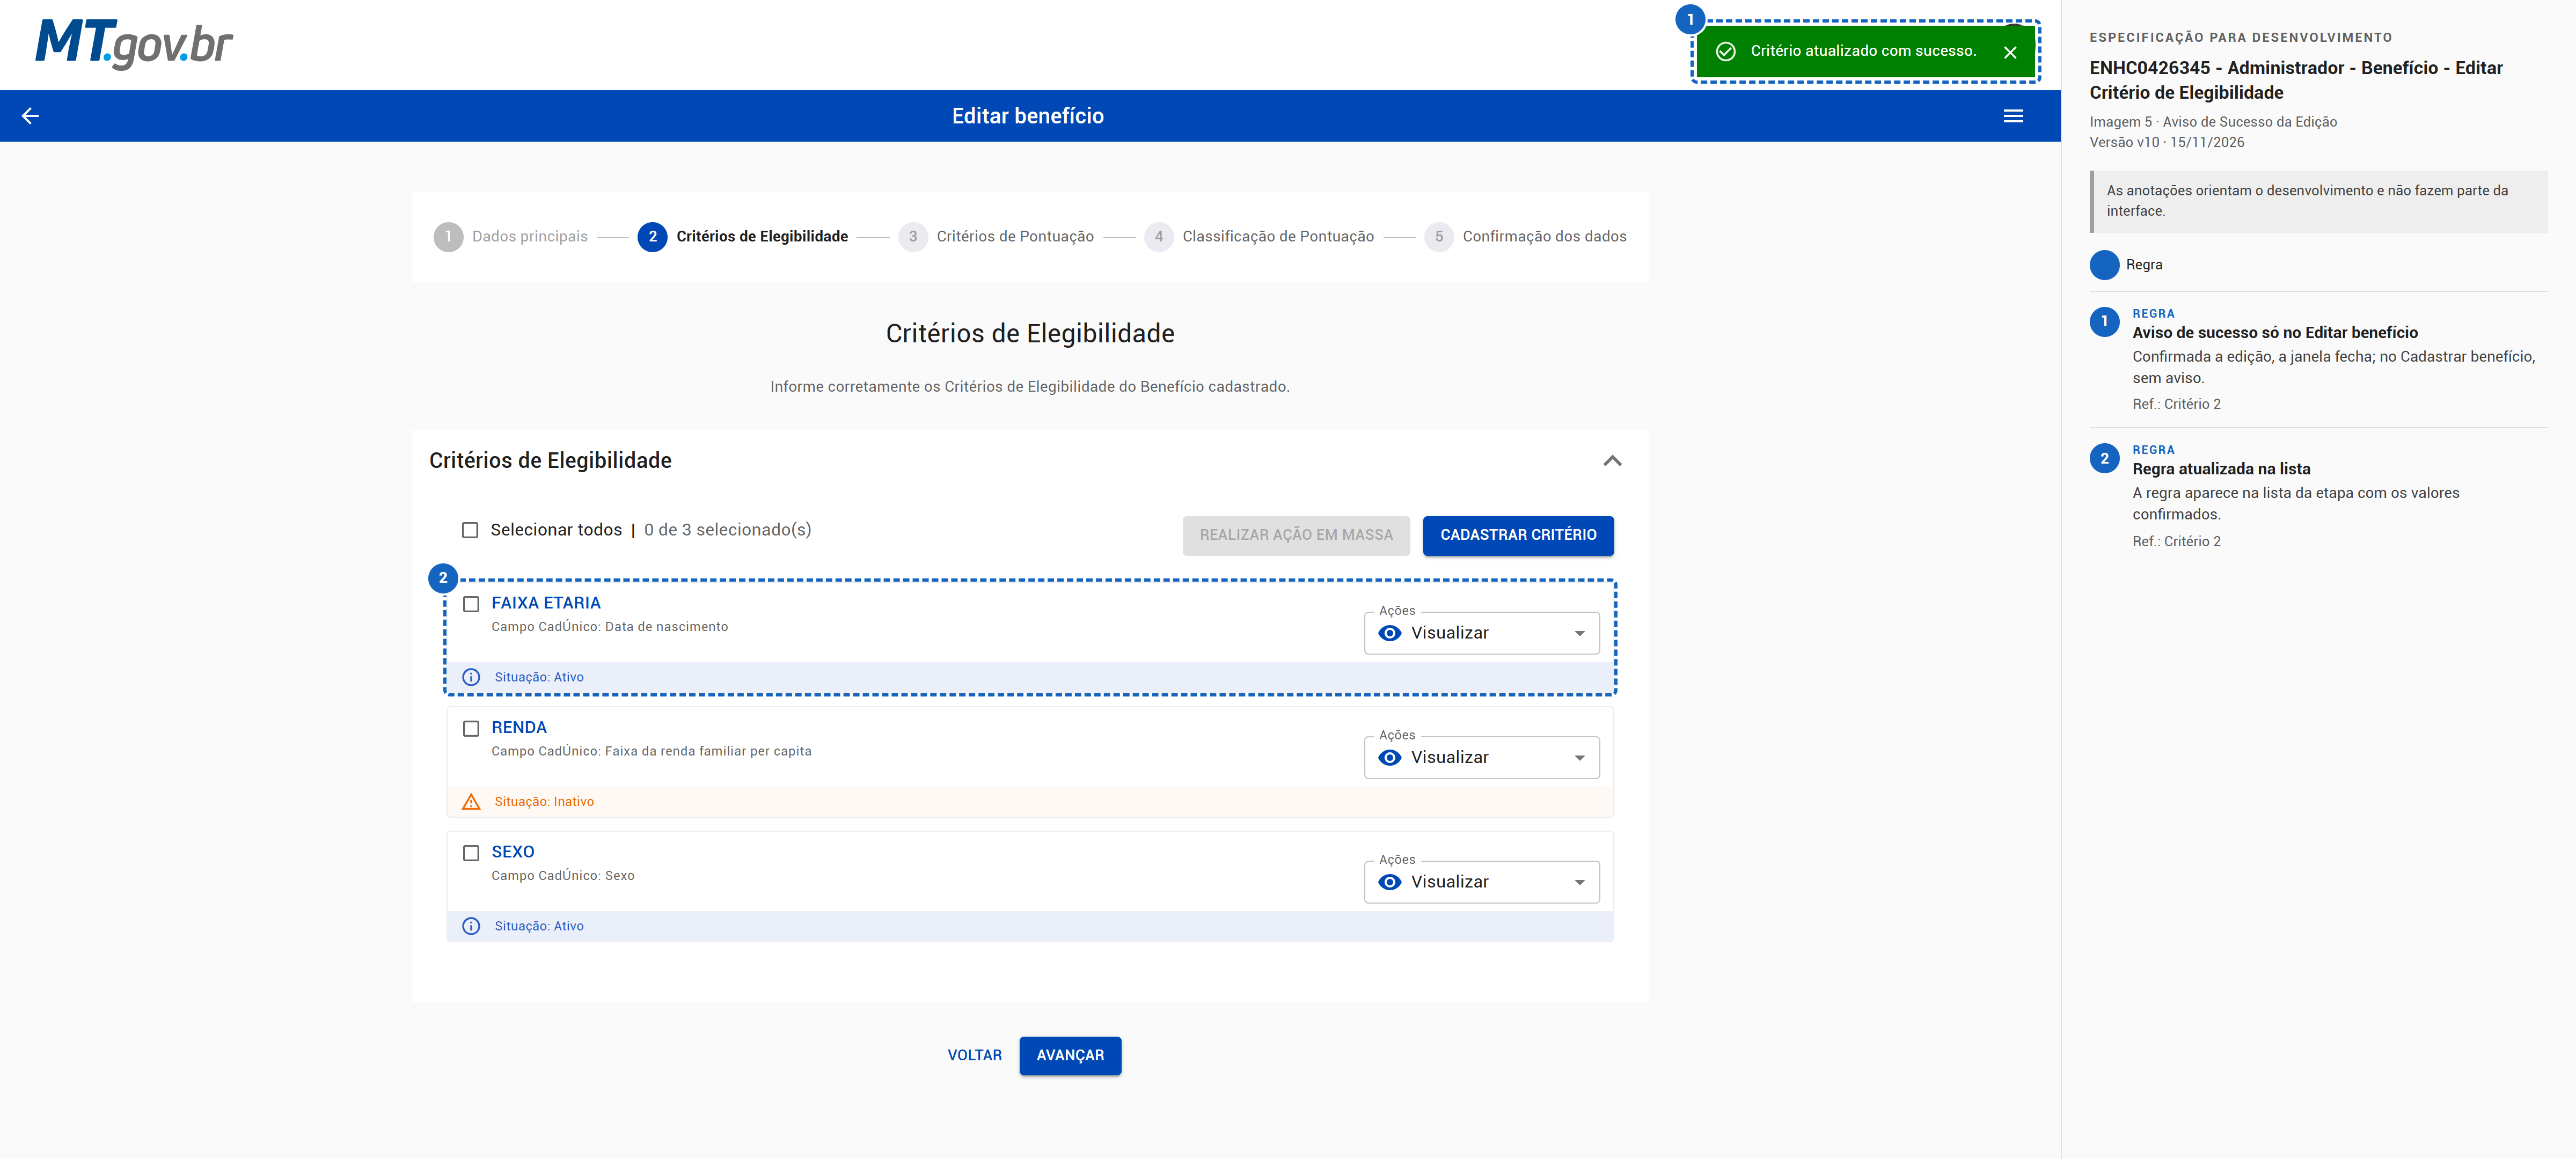 MT.gov.br
1
Critério atualizado com sucesso.
Editar benefício
1 Dados principais
2 Critérios de Elegibilidade
3 Critérios de Pontuação
4 Classificação de Pontuação
5 Confirmação dos dados
Critérios de Elegibilidade
Informe corretamente os Critérios de Elegibilidade do Benefício cadastrado.
Critérios de Elegibilidade
Selecionar todos | 0 de 3 selecionado(s)
REALIZAR AÇÃO EM MASSA
CADASTRAR CRITÉRIO
2
FAIXA ETARIA
Campo CadÚnico: Data de nascimento
Ações
Visualizar
Situação: Ativo
RENDA
Campo CadÚnico: Faixa da renda familiar per capita
Ações
Visualizar
Situação: Inativo
SEXO
Campo CadÚnico: Sexo
Ações
Visualizar
Situação: Ativo
VOLTAR
AVANÇAR
ESPECIFICAÇÃO PARA DESENVOLVIMENTO
ENHC0426345 - Administrador - Benefício - Editar
Critério de Elegibilidade
Imagem 5 · Aviso de Sucesso da Edição
Versão v10 · 15/11/2026
As anotações orientam o desenvolvimento e não fazem parte da
interface.
Regra
1
REGRA
Aviso de sucesso só no Editar benefício
Confirmada a edição, a janela fecha; no Cadastrar benefício,
sem aviso.
Ref.: Critério 2
2
REGRA
Regra atualizada na lista
A regra aparece na lista da etapa com os valores
confirmados.
Ref.: Critério 2